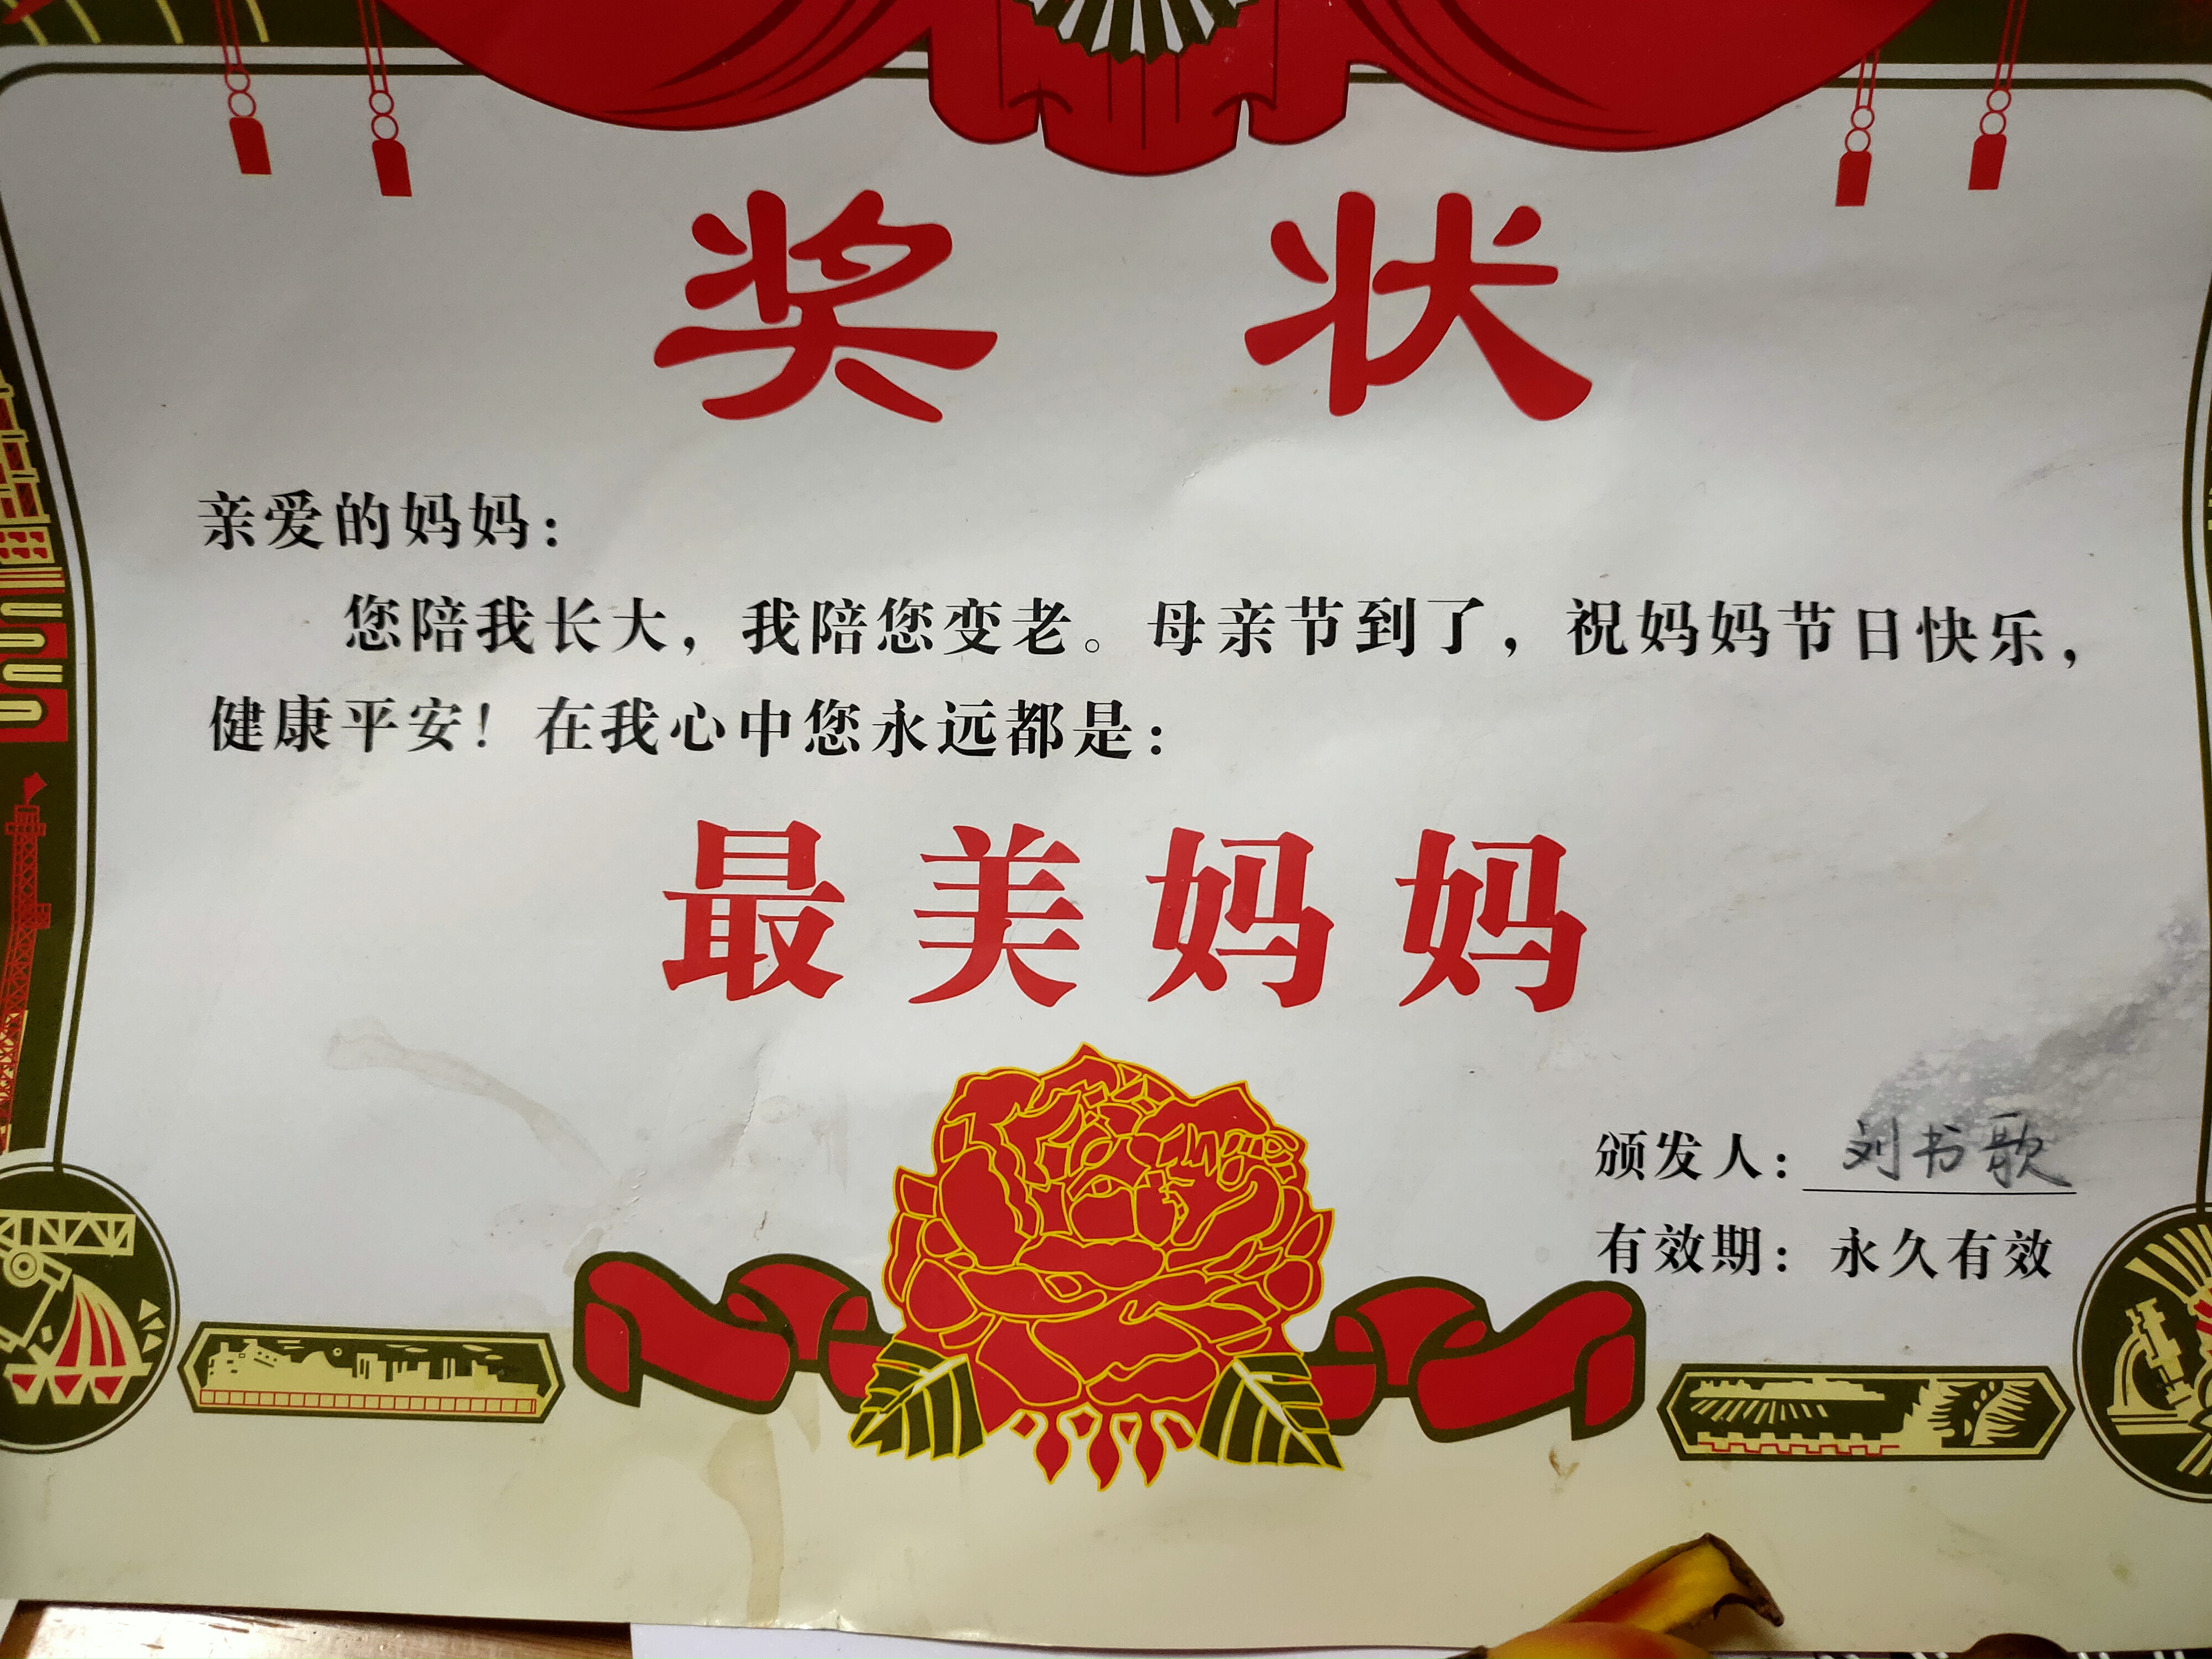 奖状
亲爱的妈妈：
您陪我长大，我陪您变老。母亲节到了，祝妈妈节日快乐，
健康平安！在我心中您永远都是：
最美妈妈
颁发人：刘书歌
有效期：永久有效